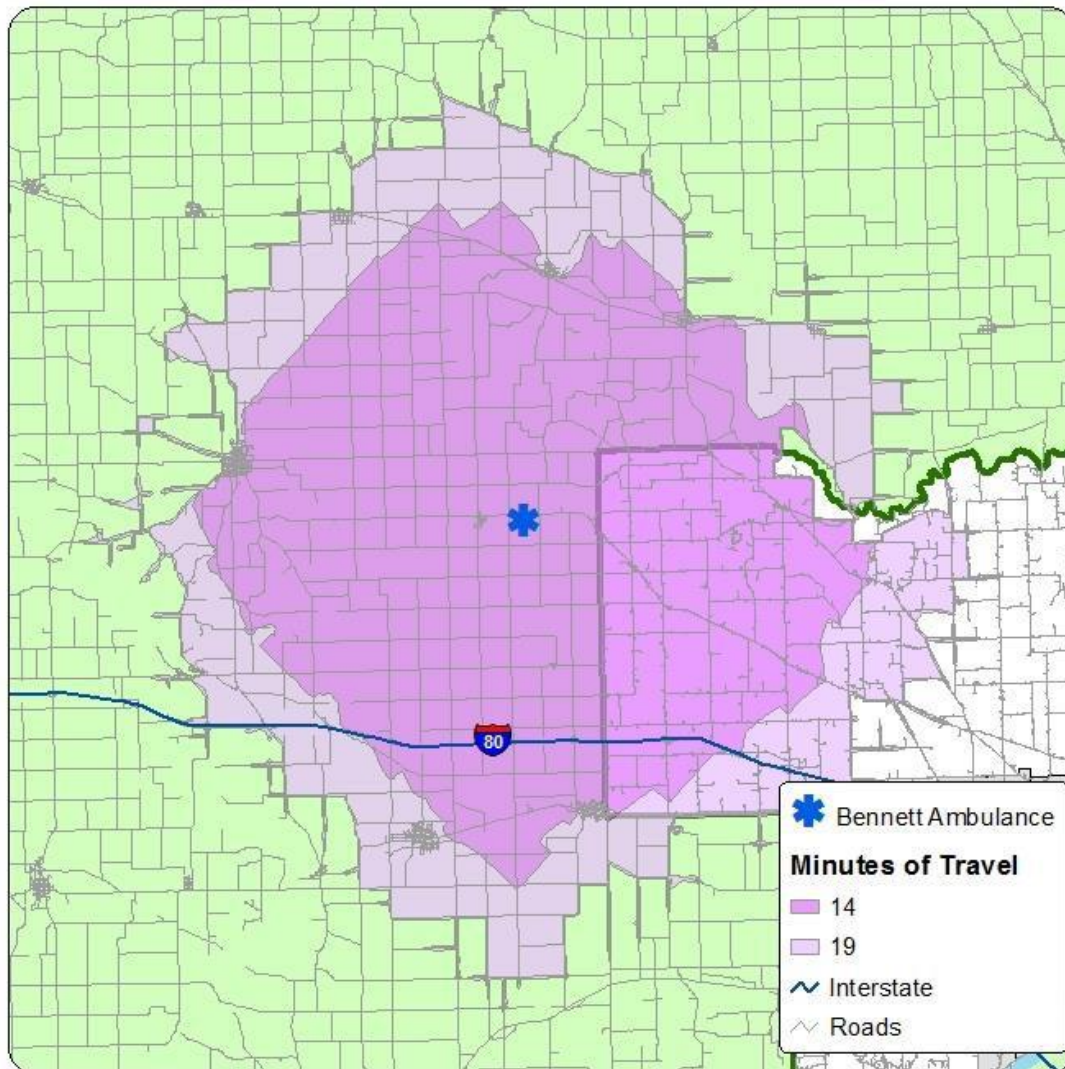 80
Bennett Ambulance
Minutes of Travel
14
19
Interstate
Roads